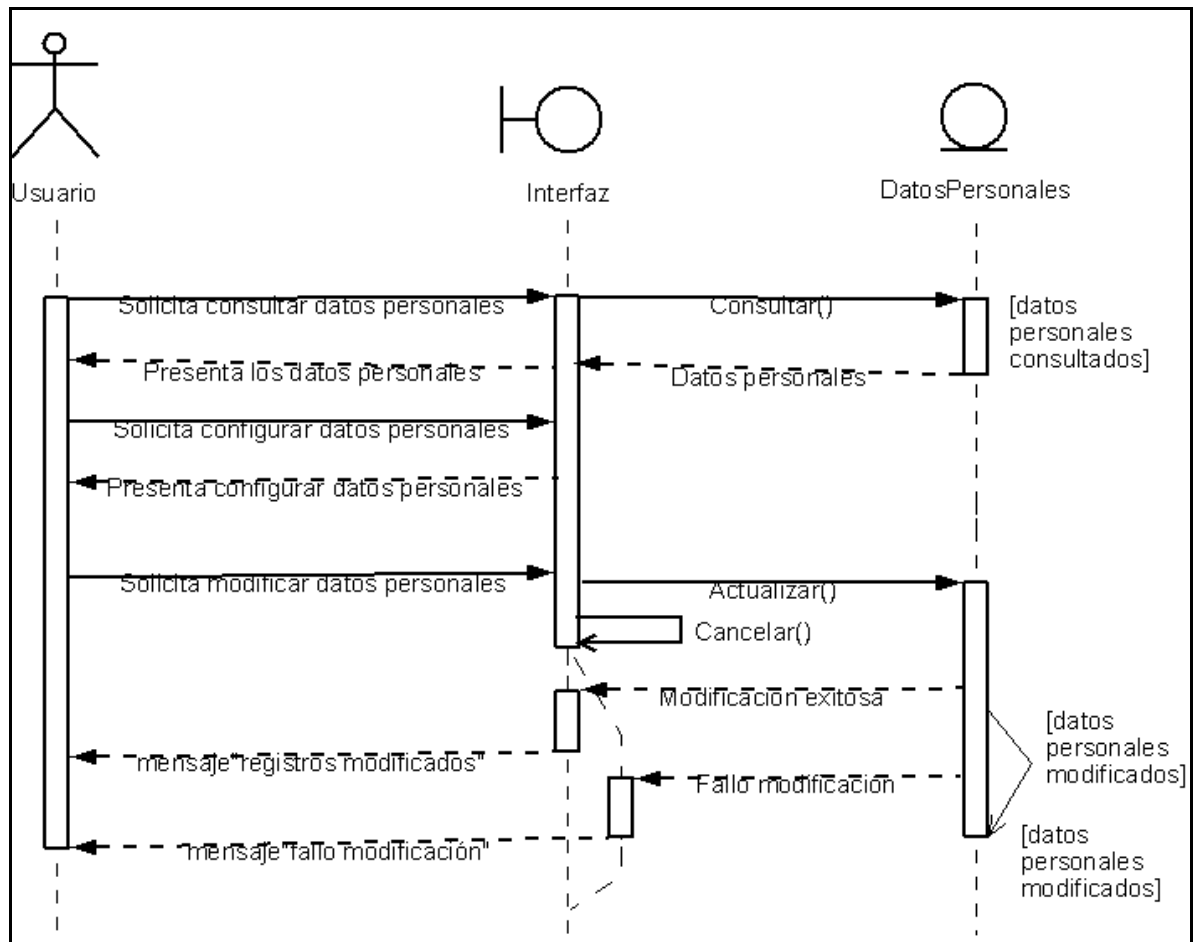 Usuario
Interfaz
DatosPersonales
Solicita consultar datos personales
Consultar()
[datos
personales
consultados]
Presenta los datos personales
Datos personales
Solicita configurar datos personales
Presenta configurar datos personales
Solicita modificar datos personales
Actualizar()
Cancelar()
Modificación exitosa
[datos
personales
modificados]
mensaje"registros modificados"
Fallo modificación
mensaje"fallo modificación"
[datos
personales
modificados]